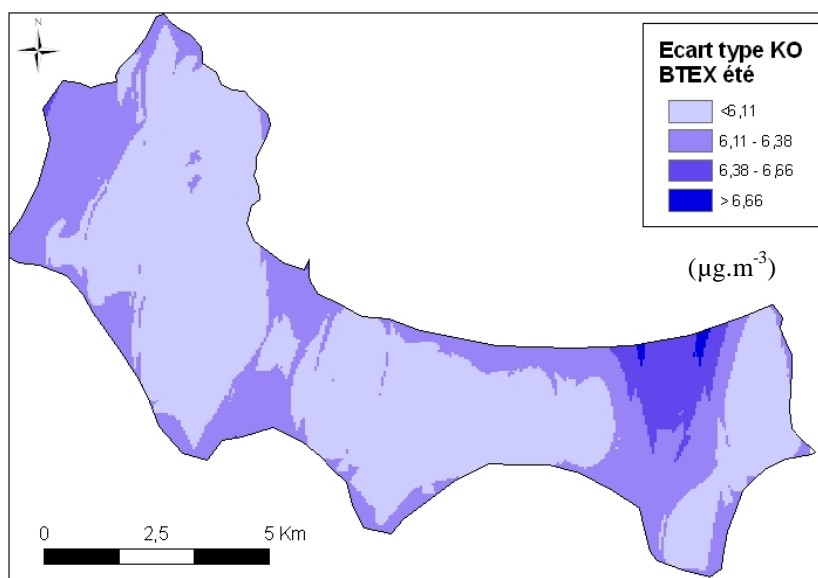 N
Ecart type KO
BTEX été
<6,11
6,11 - 6,38
6,38 - 6,66
> 6,66
(µg.m-3)
0 2,5 5 Km